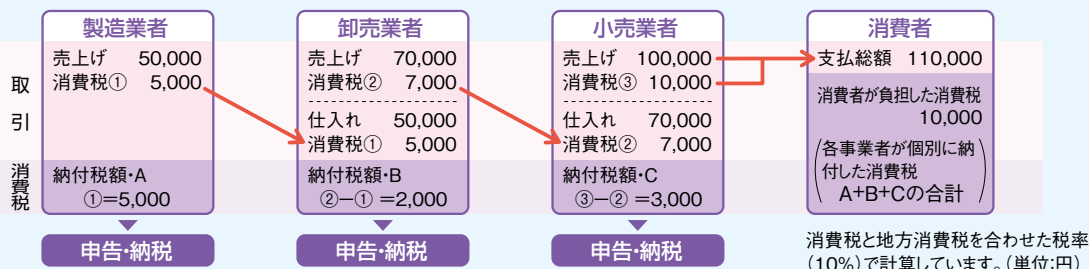 製造業者
売上げ 50,000
消費税① 5,000
納付税額・A
①=5,000
申告・納税
卸売業者
売上げ 70,000
消費税② 7,000
仕入れ 50,000
消費税① 5,000
納付税額・B
②−① =2,000
申告・納税
小売業者
売上げ 100,000
消費税③ 10,000
仕入れ 70,000
消費税② 7,000
納付税額・C
③−② =3,000
申告・納税
消費者
支払総額 110,000
消費者が負担した消費税
10,000
(各事業者が個別に納
付した消費税
A+B+Cの合計)
取引
消費税
消費税と地方消費税を合わせた税率
(10%)で計算しています。(単位:円)